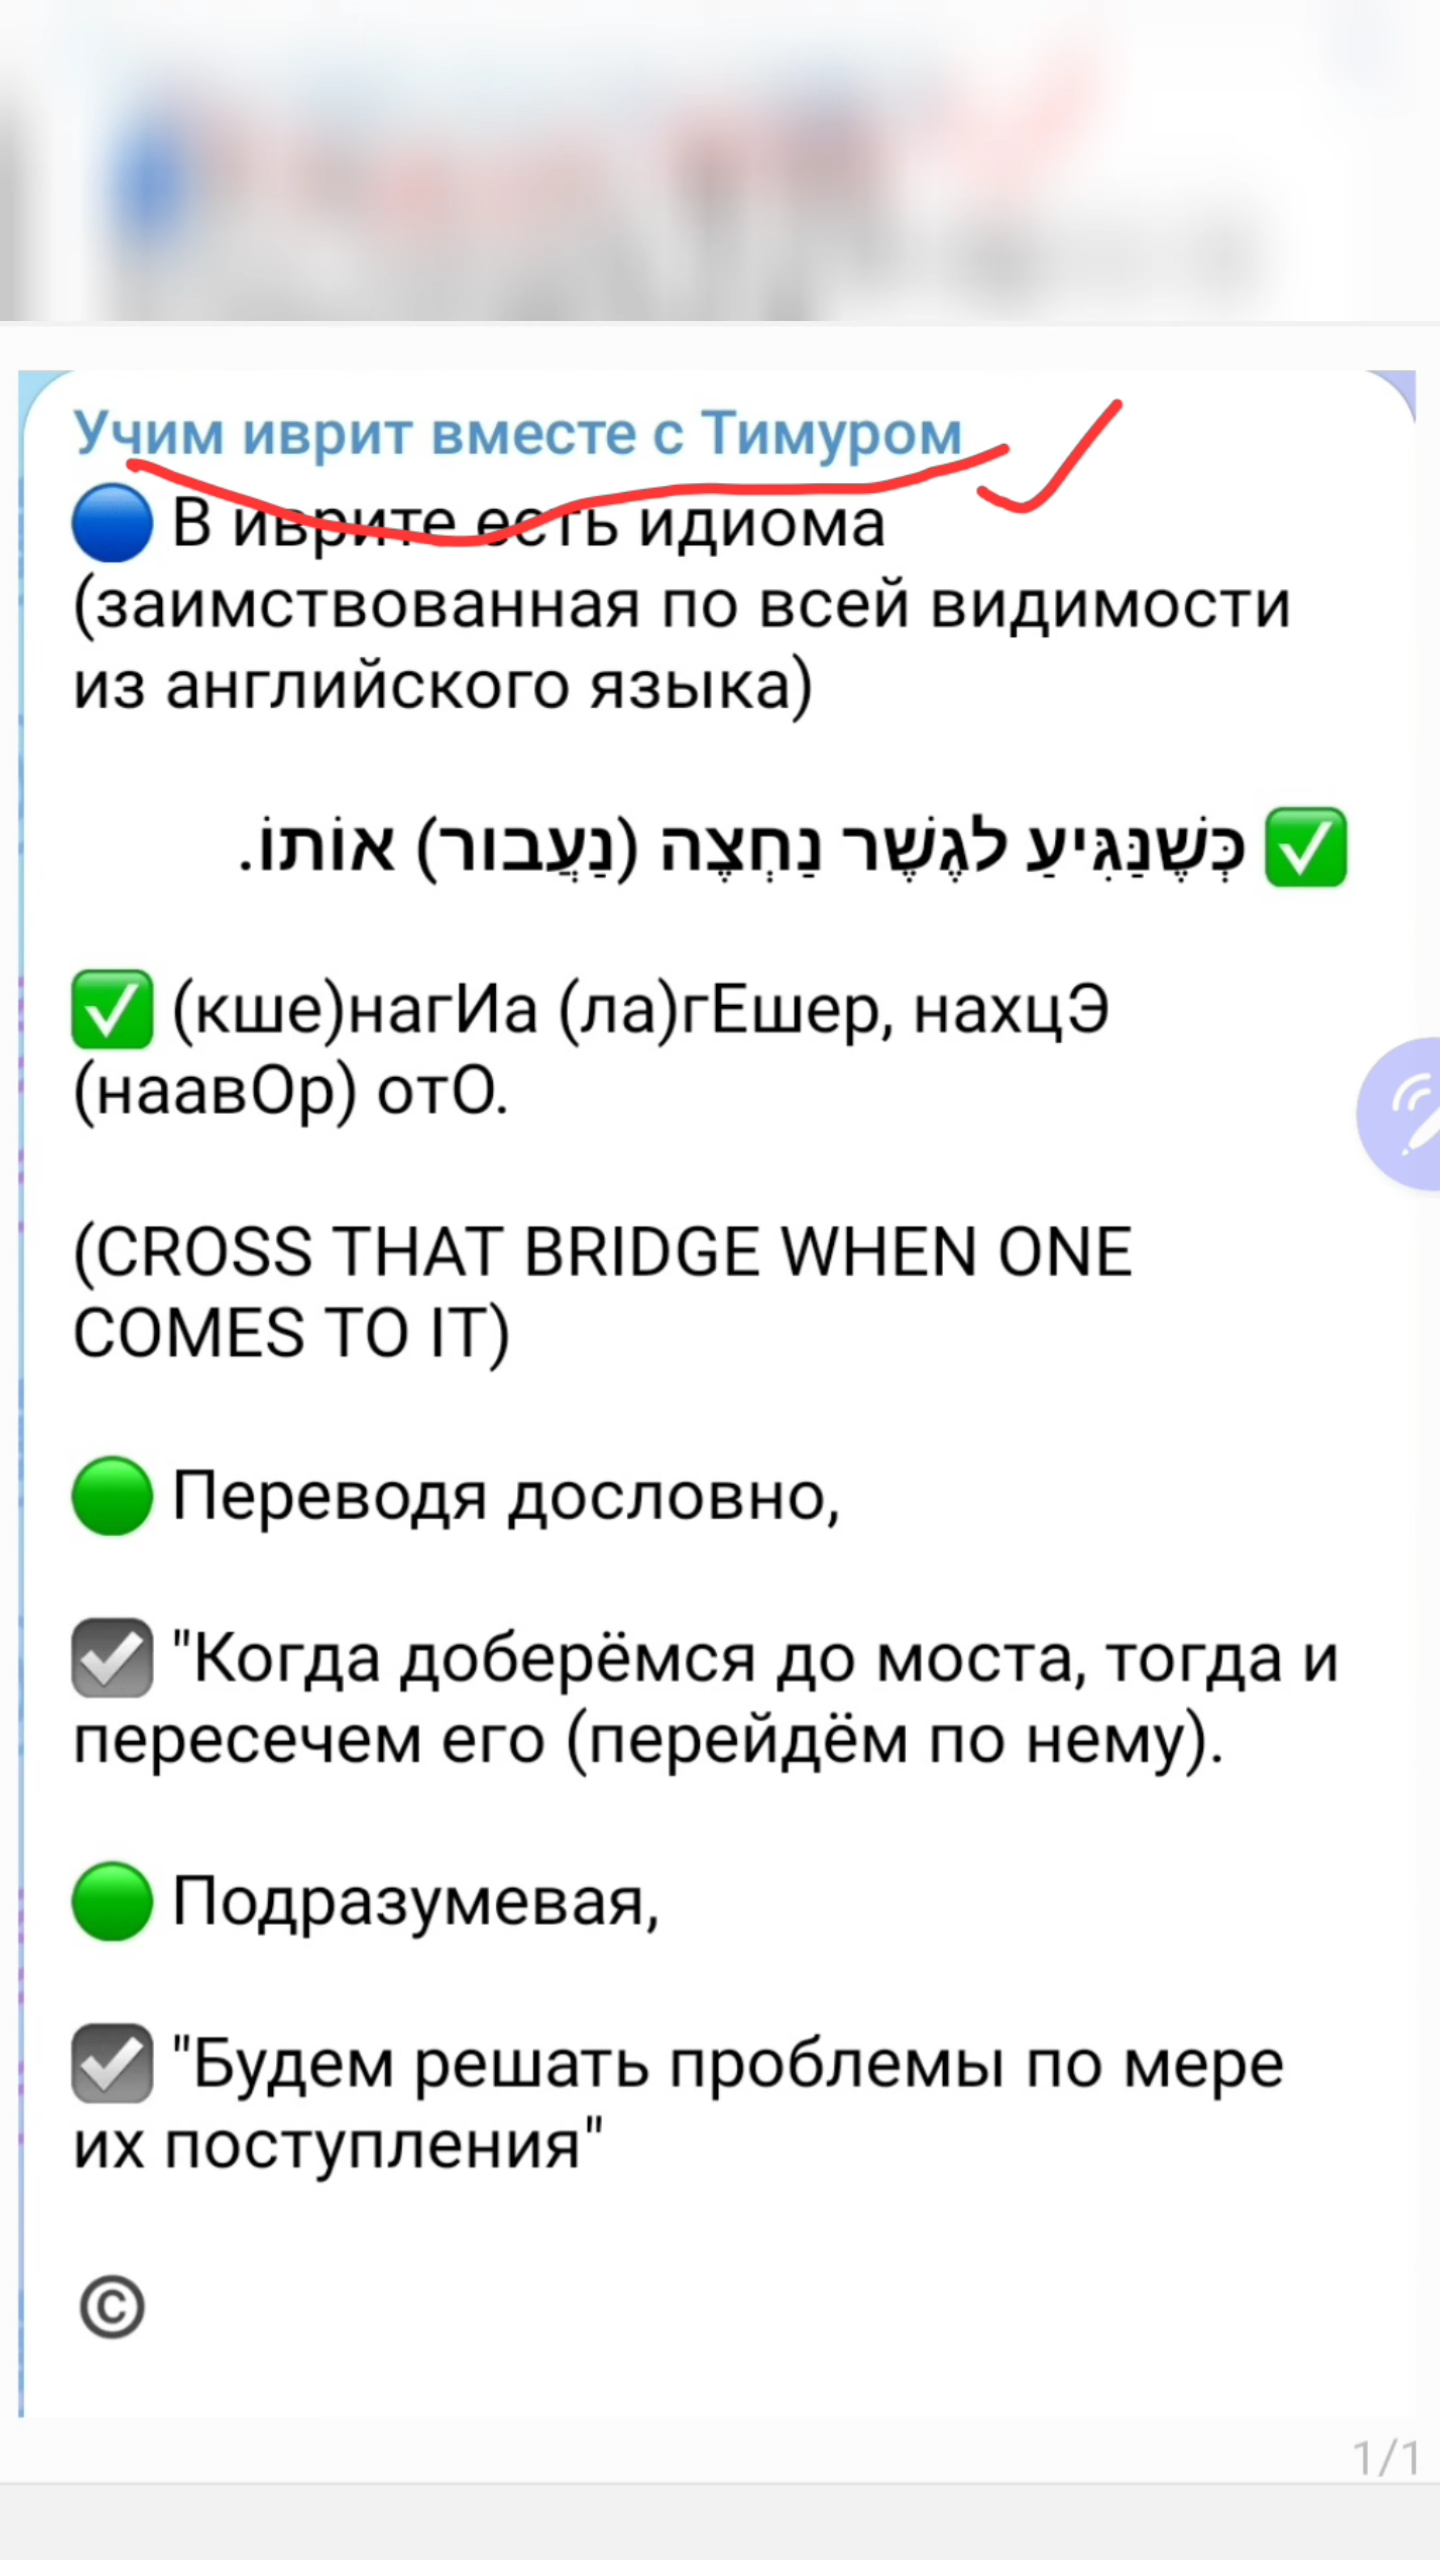 Учим иврит вместе с Тимуром
🔵 В иврите есть идиома
(заимствованная по всей видимости
из английского языка)
✅ כְּשֶׁנַּגִּיעַ לגֶשֶׁר נַחְצֶה (נַעֲבור) אוֹתוֹ.
✅ (кше)нагИа (ла)гЕшер, нахцЭ
(наавОр) отО.
(CROSS THAT BRIDGE WHEN ONE
COMES TO IT)
🟢 Переводя дословно,
☑️ "Когда доберёмся до моста, тогда и
пересечем его (перейдём по нему).
🟢 Подразумевая,
☑️ "Будем решать проблемы по мере
их поступления"
©
1/1